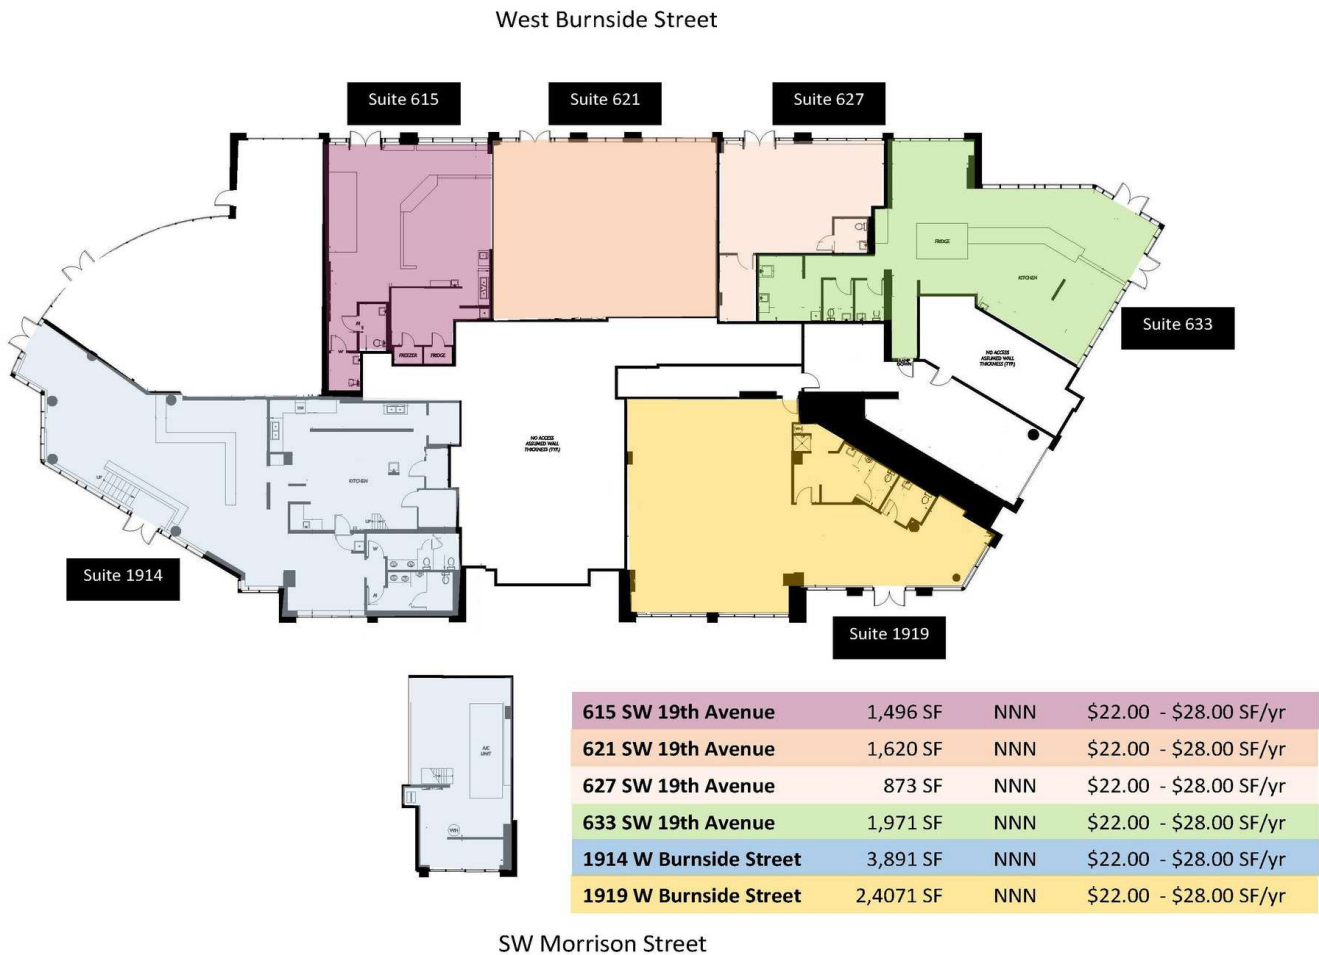 West Burnside Street
Suite 615
Suite 621
Suite 627
FRIDGE
KITCHEN
Suite 633
FREEZER
FRIDGE
NO ACCESS
ASSUMED WALL
THICKNESS (TYP.)
NO ACCESS
ASSUMED WALL
THICKNESS (TYP.)
KITCHEN
UP
UP
W
M
W
M
Suite 1914
Suite 1919
A/C
UNIT
WH
615 SW 19th Avenue 1,496 SF NNN $22.00 - $28.00 SF/yr
621 SW 19th Avenue 1,620 SF NNN $22.00 - $28.00 SF/yr
627 SW 19th Avenue 873 SF NNN $22.00 - $28.00 SF/yr
633 SW 19th Avenue 1,971 SF NNN $22.00 - $28.00 SF/yr
1914 W Burnside Street 3,891 SF NNN $22.00 - $28.00 SF/yr
1919 W Burnside Street 2,4071 SF NNN $22.00 - $28.00 SF/yr
SW Morrison Street